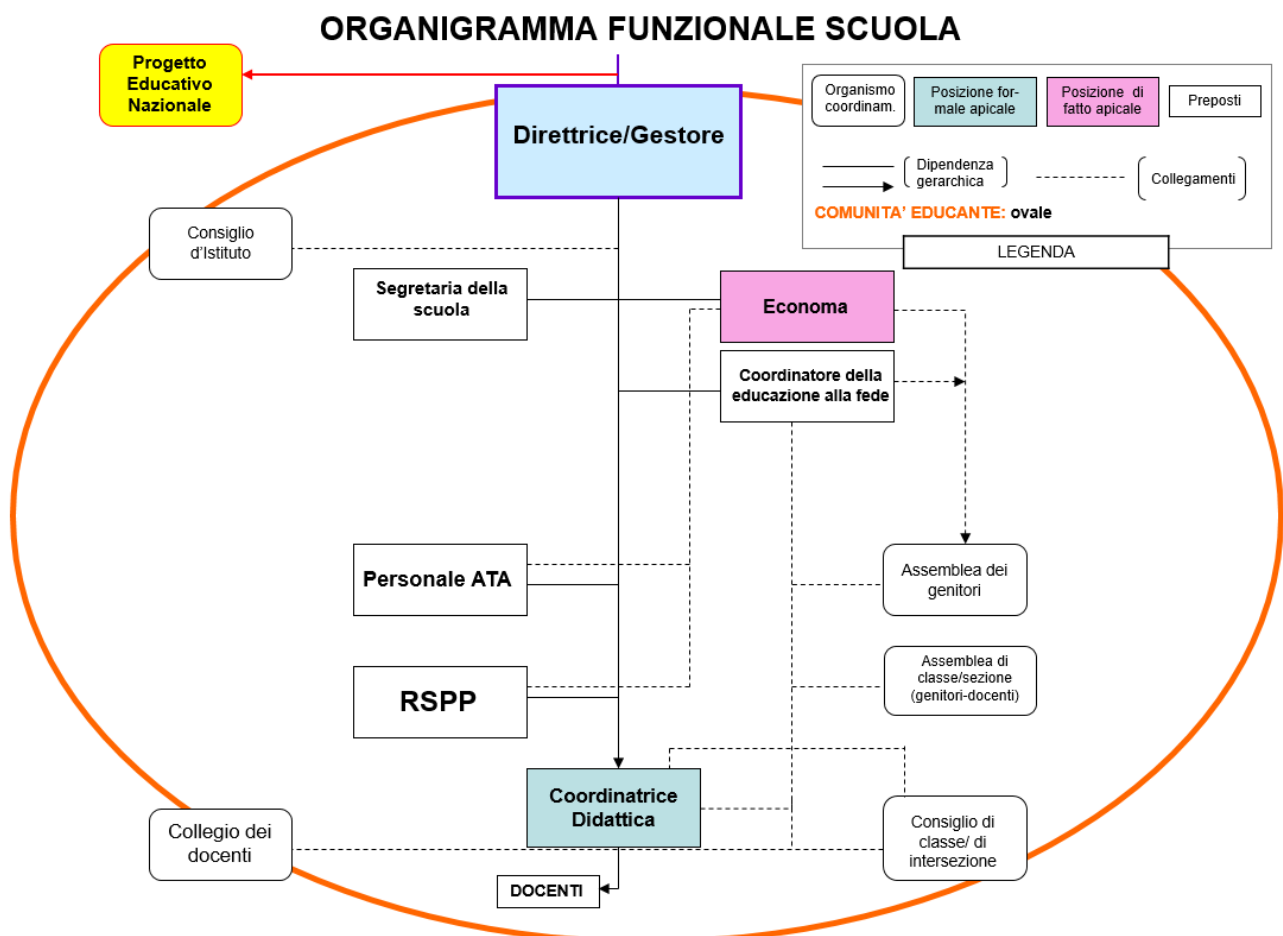 ORGANIGRAMMA FUNZIONALE SCUOLA
Progetto
Educativo
Nazionale
Direttrice/Gestore
Organismo
coordinam.
Posizione for-
male apicale
Posizione di
fatto apicale
Preposti
Dipendenza
gerarchica
Collegamenti
COMUNITA’ EDUCANTE: ovale
LEGENDA
Consiglio
d’Istituto
Segretaria della
scuola
Economa
Coordinatore della
educazione alla fede
Personale ATA
Assemblea dei
genitori
RSPP
Assemblea di
classe/sezione
(genitori-docenti)
Coordinatrice
Didattica
Collegio dei
docenti
Consiglio di
classe/ di
intersezione
DOCENTI